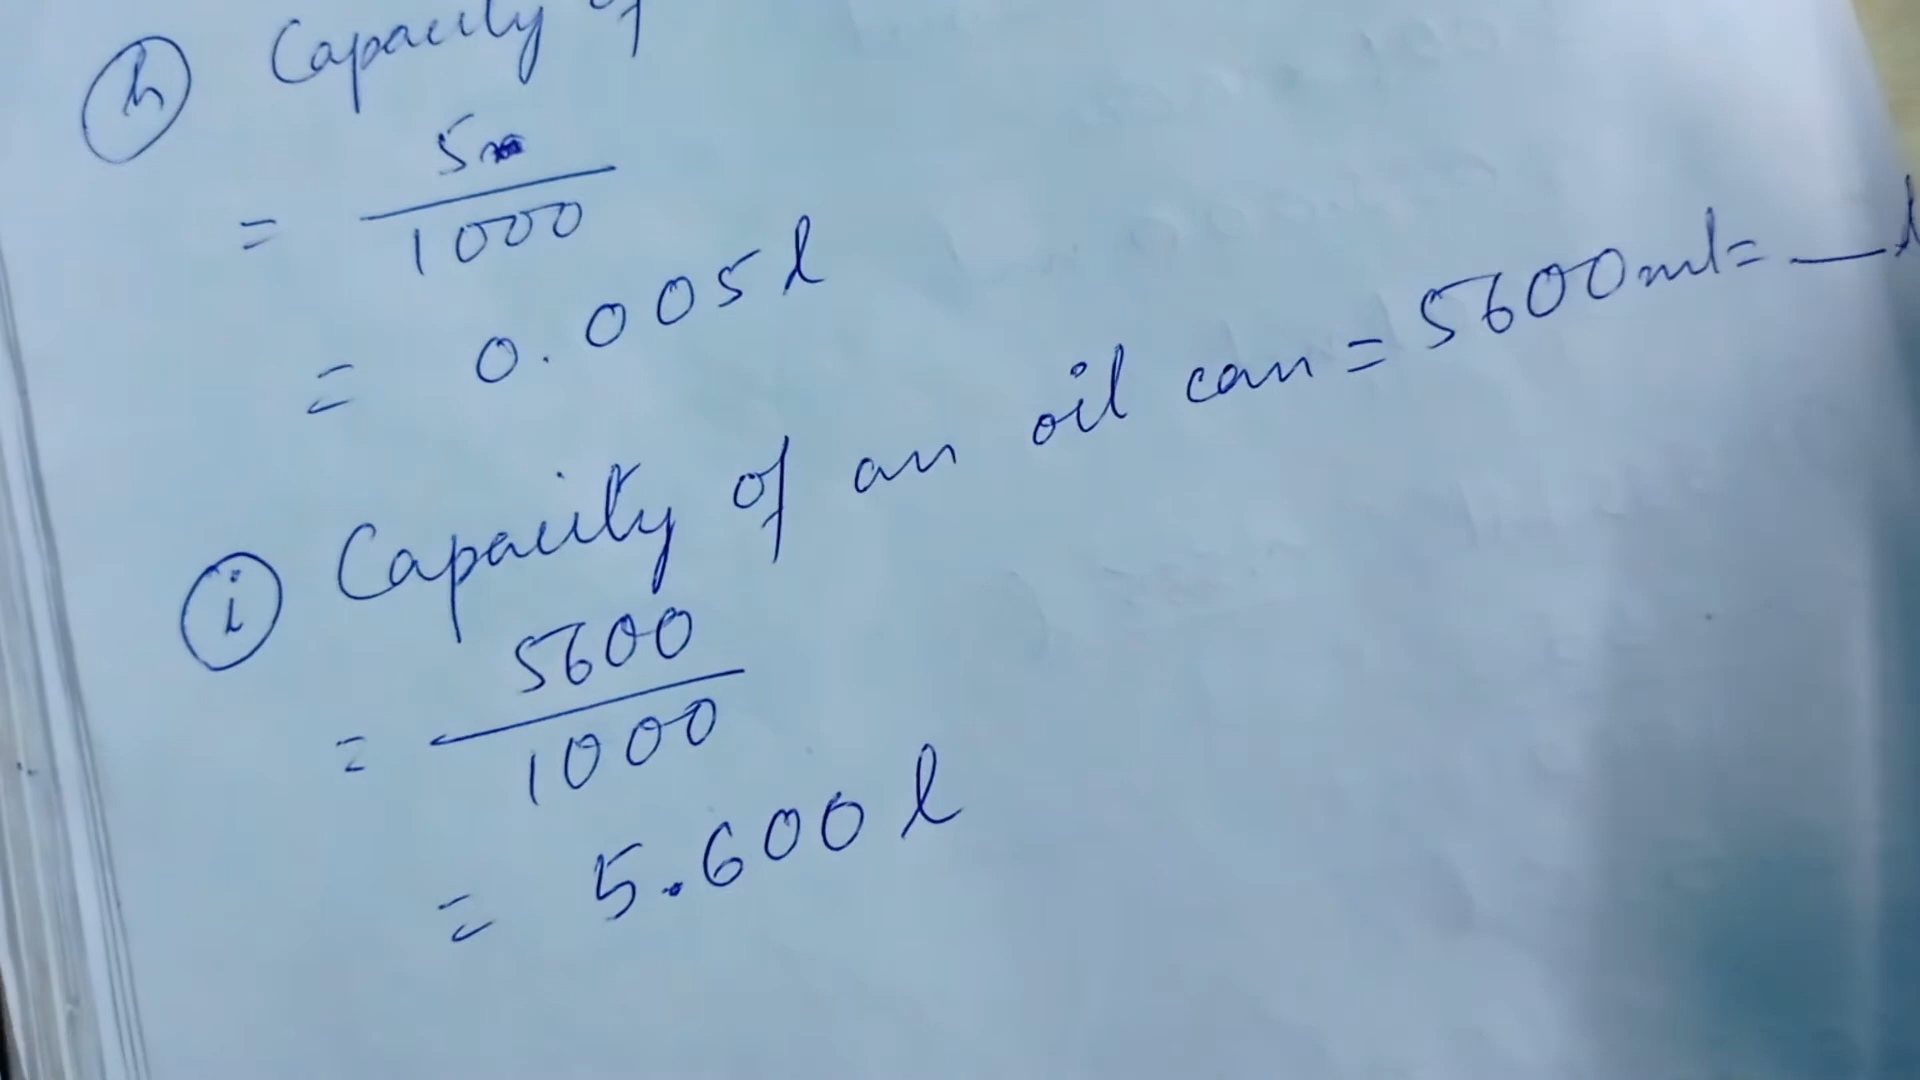 (h) Capacity of
= 5/1000
= 0.005 l
(i) Capacity of an oil can = 5600 ml = __ l
= 5600/1000
= 5.600 l